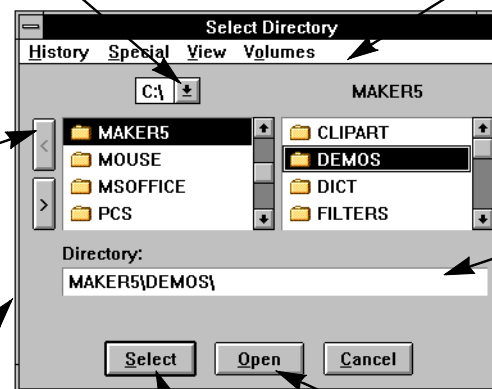 Select Directory
History Special View Volumes
C:\ MAKER5
< MAKER5 CLIPART
MOUSE DEMOS
> MSOFFICE DICT
PCS FILTERS
Directory:
MAKER5\DEMOS\
Select Open Cancel